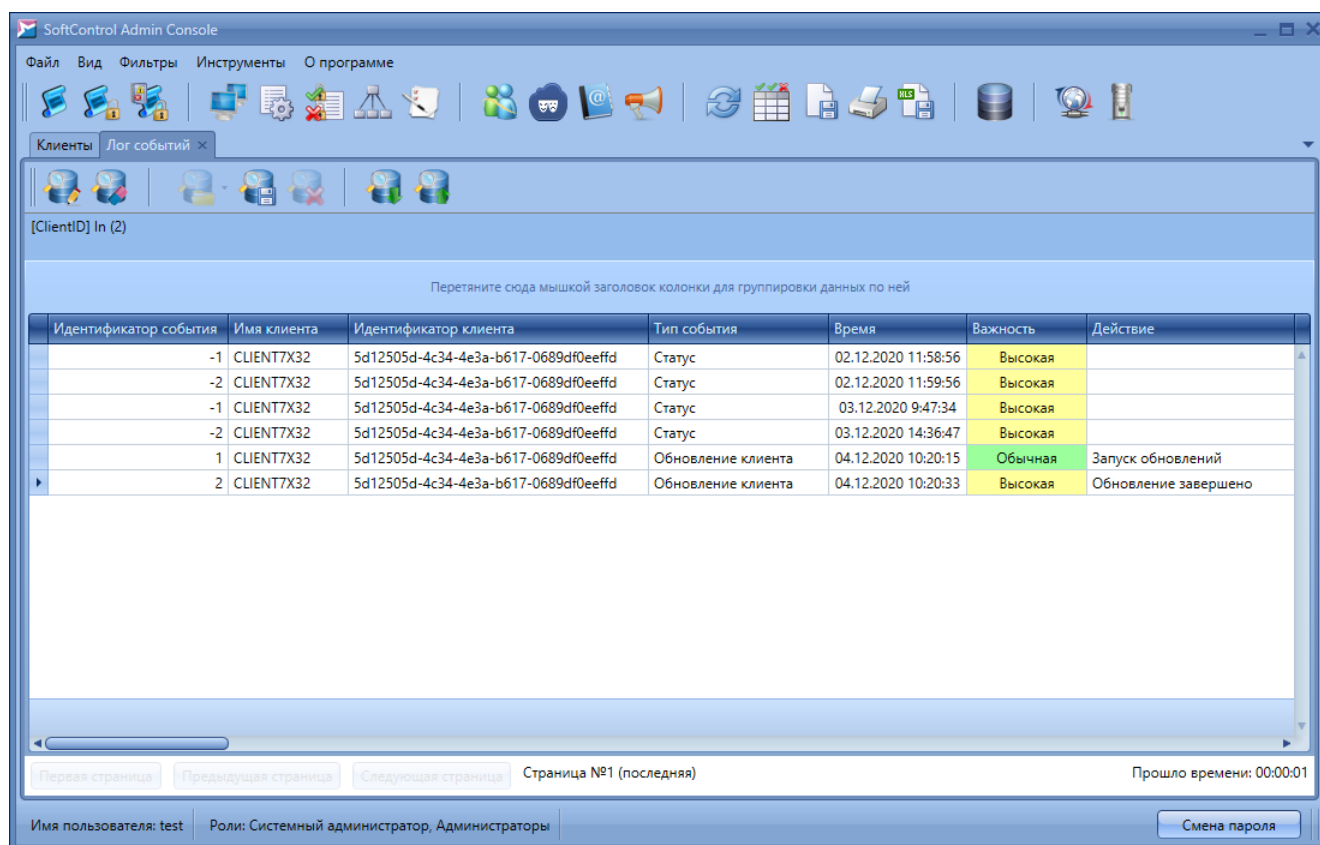 SoftControl Admin Console
Файл Вид Фильтры Инструменты О программе
XLS
Клиенты Лог событий
[ClientID] In (2)
Перетяните сюда мышкой заголовок колонки для группировки данных по ней
Идентификатор события Имя клиента Идентификатор клиента Тип события Время Важность Действие
-1 CLIENT7X32 5d12505d-4c34-4e3a-b617-0689df0eeffd Статус 02.12.2020 11:58:56 Высокая
-2 CLIENT7X32 5d12505d-4c34-4e3a-b617-0689df0eeffd Статус 02.12.2020 11:59:56 Высокая
-1 CLIENT7X32 5d12505d-4c34-4e3a-b617-0689df0eeffd Статус 03.12.2020 9:47:34 Высокая
-2 CLIENT7X32 5d12505d-4c34-4e3a-b617-0689df0eeffd Статус 03.12.2020 14:36:47 Высокая
1 CLIENT7X32 5d12505d-4c34-4e3a-b617-0689df0eeffd Обновление клиента 04.12.2020 10:20:15 Обычная Запуск обновлений
2 CLIENT7X32 5d12505d-4c34-4e3a-b617-0689df0eeffd Обновление клиента 04.12.2020 10:20:33 Высокая Обновление завершено
Первая страница Предыдущая страница Следующая страница Страница №1 (последняя) Прошло времени: 00:00:01
Имя пользователя: test Роли: Системный администратор, Администраторы Смена пароля